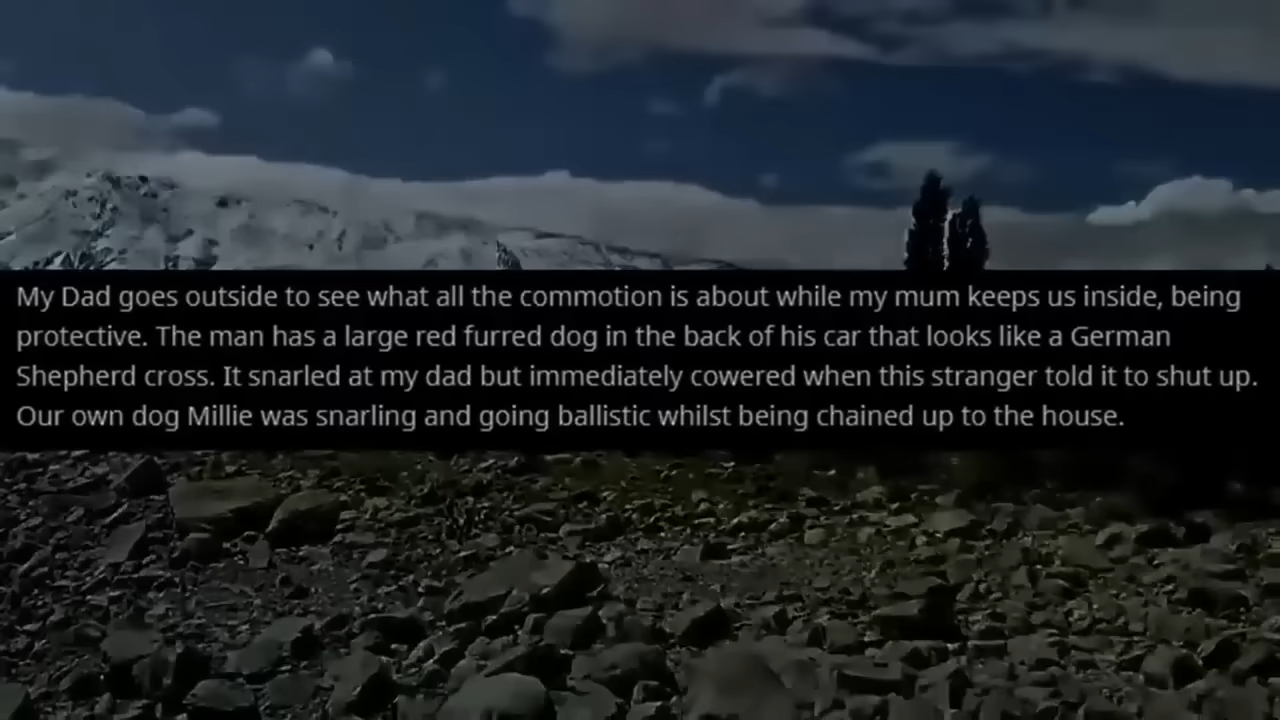 My Dad goes outside to see what all the commotion is about while my mum keeps us inside, being
protective. The man has a large red furred dog in the back of his car that looks like a German
Shepherd cross. It snarled at my dad but immediately cowered when this stranger told it to shut up.
Our own dog Millie was snarling and going ballistic whilst being chained up to the house.